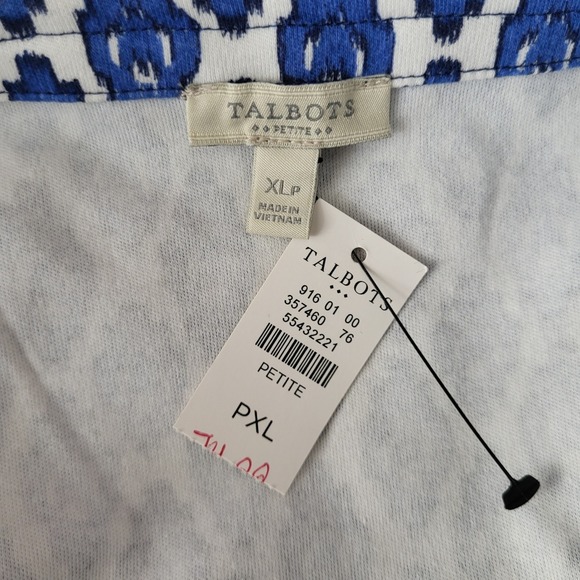 TALBOTS
PETITE
XLP
MADE IN
VIETNAM
TALBOTS
916 01 00
357460 76
55432221
PETITE
PXL